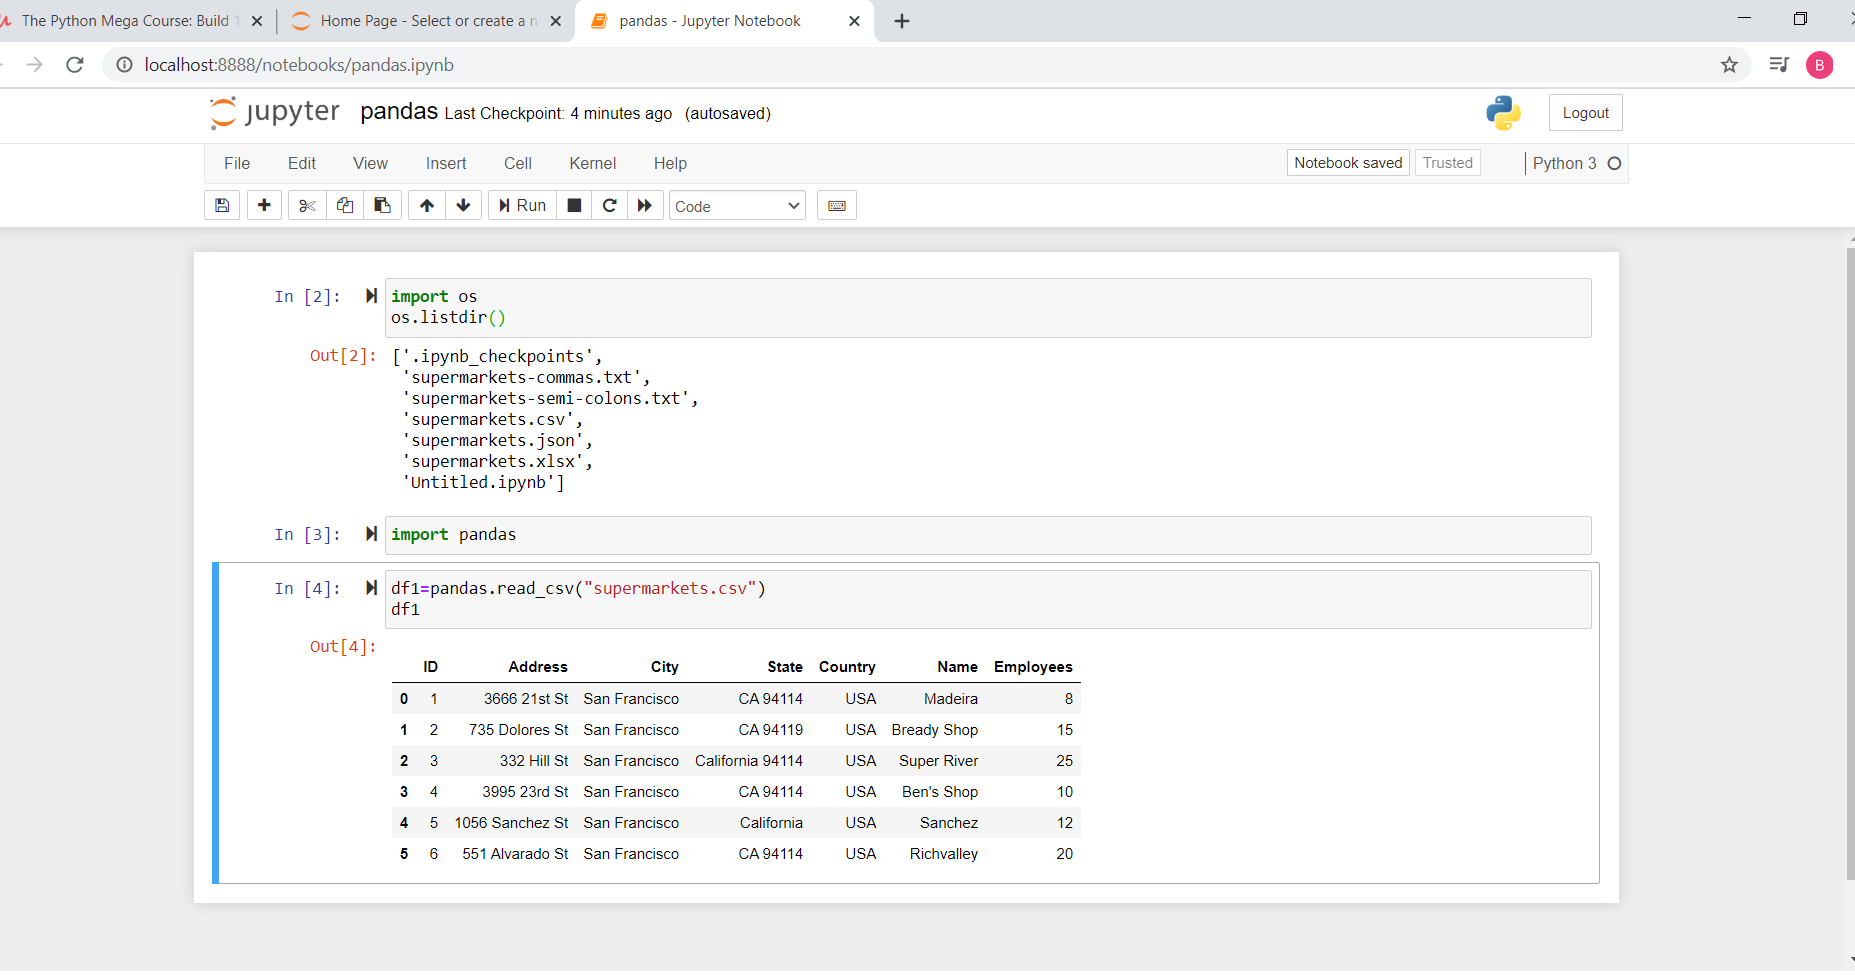 The Python Mega Course: Build 1
Home Page - Select or create a n
pandas - Jupyter Notebook
localhost:8888/notebooks/pandas.ipynb
B
jupyter pandas Last Checkpoint: 4 minutes ago (autosaved)
Logout
File Edit View Insert Cell Kernel Help
Notebook saved Trusted Python 3
Run Code
In [2]: import os
os.listdir()
Out[2]: ['.ipynb_checkpoints',
'supermarkets-commas.txt',
'supermarkets-semi-colons.txt',
'supermarkets.csv',
'supermarkets.json',
'supermarkets.xlsx',
'Untitled.ipynb']
In [3]: import pandas
In [4]: df1=pandas.read_csv("supermarkets.csv")
df1
Out[4]:
ID Address City State Country Name Employees
0 1 3666 21st St San Francisco CA 94114 USA Madeira 8
1 2 735 Dolores St San Francisco CA 94119 USA Bready Shop 15
2 3 332 Hill St San Francisco California 94114 USA Super River 25
3 4 3995 23rd St San Francisco CA 94114 USA Ben's Shop 10
4 5 1056 Sanchez St San Francisco California USA Sanchez 12
5 6 551 Alvarado St San Francisco CA 94114 USA Richvalley 20